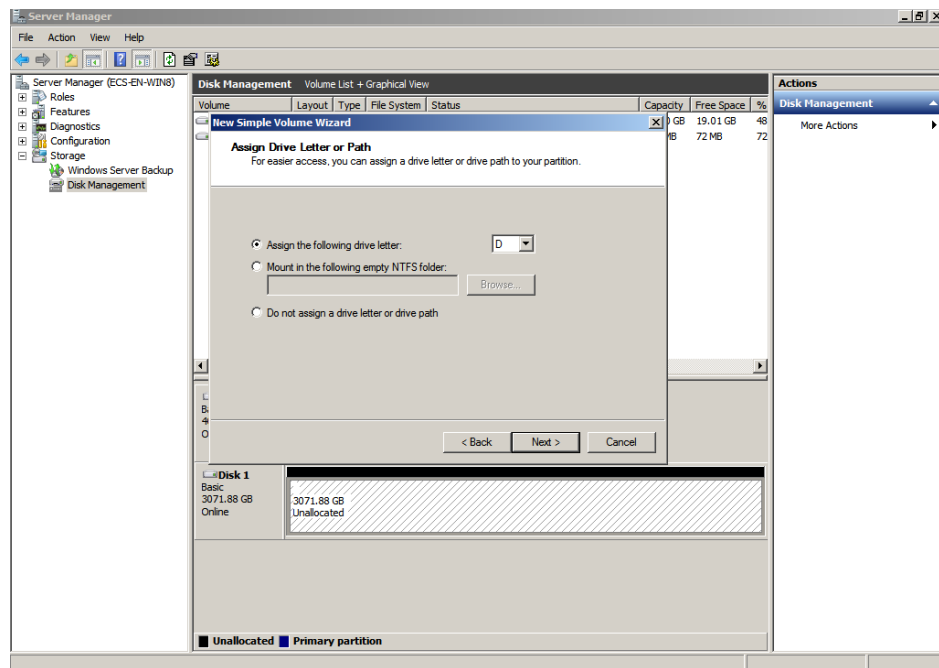 Server Manager
File Action View Help
Server Manager (ECS-EN-WIN8)
Roles
Features
Diagnostics
Configuration
Storage
Windows Server Backup
Disk Management
Disk Management Volume List + Graphical View
Volume Layout Type File System Status Capacity Free Space %
GB 19.01 GB 48
MB 72 MB 72
New Simple Volume Wizard
Assign Drive Letter or Path
For easier access, you can assign a drive letter or drive path to your partition.
Assign the following drive letter: D
Mount in the following empty NTFS folder:
Browse...
Do not assign a drive letter or drive path
< Back Next > Cancel
Disk 1
Basic
3071.88 GB
Online
3071.88 GB
Unallocated
Unallocated Primary partition
Actions
Disk Management
More Actions